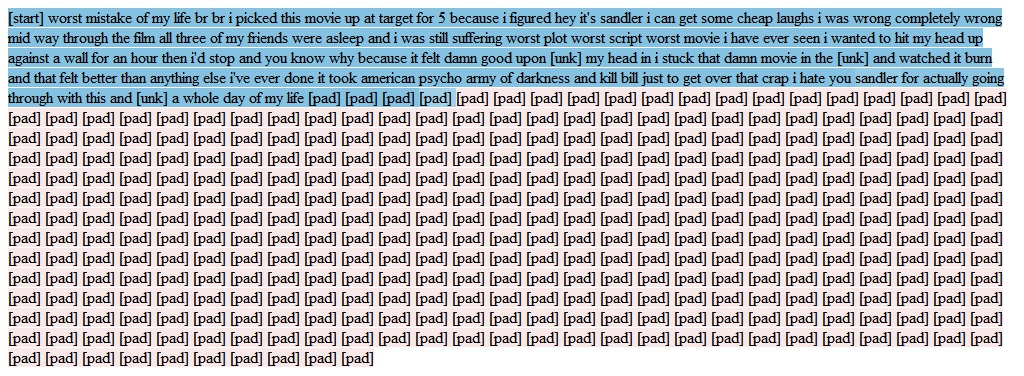 [start] worst mistake of my life br br i picked this movie up at target for 5 because i figured hey it's sandler i can get some cheap laughs i was wrong completely wrong
mid way through the film all three of my friends were asleep and i was still suffering worst plot worst script worst movie i have ever seen i wanted to hit my head up
against a wall for an hour then i'd stop and you know why because it felt damn good upon [unk] my head in i stuck that damn movie in the [unk] and watched it burn
and that felt better than anything else i've ever done it took american psycho army of darkness and kill bill just to get over that crap i hate you sandler for actually going
through with this and [unk] a whole day of my life [pad] [pad] [pad] [pad] [pad] [pad] [pad] [pad] [pad] [pad] [pad] [pad] [pad] [pad] [pad] [pad] [pad] [pad] [pad]
[pad] [pad] [pad] [pad] [pad] [pad] [pad] [pad] [pad] [pad] [pad] [pad] [pad] [pad] [pad] [pad] [pad] [pad] [pad] [pad] [pad] [pad] [pad] [pad] [pad] [pad] [pad]
[pad] [pad] [pad] [pad] [pad] [pad] [pad] [pad] [pad] [pad] [pad] [pad] [pad] [pad] [pad] [pad] [pad] [pad] [pad] [pad] [pad] [pad] [pad] [pad] [pad] [pad] [pad]
[pad] [pad] [pad] [pad] [pad] [pad] [pad] [pad] [pad] [pad] [pad] [pad] [pad] [pad] [pad] [pad] [pad] [pad] [pad] [pad] [pad] [pad] [pad] [pad] [pad] [pad] [pad]
[pad] [pad] [pad] [pad] [pad] [pad] [pad] [pad] [pad] [pad] [pad] [pad] [pad] [pad] [pad] [pad] [pad] [pad] [pad] [pad] [pad] [pad] [pad] [pad] [pad] [pad] [pad]
[pad] [pad] [pad] [pad] [pad] [pad] [pad] [pad] [pad] [pad] [pad] [pad] [pad] [pad] [pad] [pad] [pad] [pad] [pad] [pad] [pad] [pad] [pad] [pad] [pad] [pad] [pad]
[pad] [pad] [pad] [pad] [pad] [pad] [pad] [pad] [pad] [pad] [pad] [pad] [pad] [pad] [pad] [pad] [pad] [pad] [pad] [pad] [pad] [pad] [pad] [pad] [pad] [pad] [pad]
[pad] [pad] [pad] [pad] [pad] [pad] [pad] [pad] [pad] [pad] [pad] [pad] [pad] [pad] [pad] [pad] [pad] [pad] [pad] [pad] [pad] [pad] [pad] [pad] [pad] [pad] [pad]
[pad] [pad] [pad] [pad] [pad] [pad] [pad] [pad] [pad] [pad] [pad] [pad] [pad] [pad] [pad] [pad] [pad] [pad] [pad] [pad] [pad] [pad] [pad] [pad] [pad] [pad] [pad]
[pad] [pad] [pad] [pad] [pad] [pad] [pad] [pad] [pad] [pad] [pad] [pad] [pad] [pad] [pad] [pad] [pad] [pad] [pad] [pad] [pad] [pad] [pad] [pad] [pad] [pad] [pad]
[pad] [pad] [pad] [pad] [pad] [pad] [pad] [pad] [pad] [pad] [pad] [pad] [pad] [pad] [pad] [pad] [pad] [pad] [pad] [pad] [pad] [pad] [pad] [pad] [pad] [pad] [pad]
[pad] [pad] [pad] [pad] [pad] [pad] [pad] [pad] [pad] [pad] [pad] [pad] [pad] [pad] [pad] [pad] [pad] [pad] [pad] [pad] [pad] [pad] [pad] [pad] [pad] [pad] [pad]
[pad] [pad] [pad] [pad] [pad] [pad] [pad] [pad] [pad] [pad] [pad] [pad] [pad] [pad] [pad] [pad] [pad] [pad] [pad] [pad] [pad] [pad] [pad] [pad] [pad] [pad] [pad]
[pad] [pad] [pad] [pad] [pad] [pad] [pad] [pad] [pad] [pad]